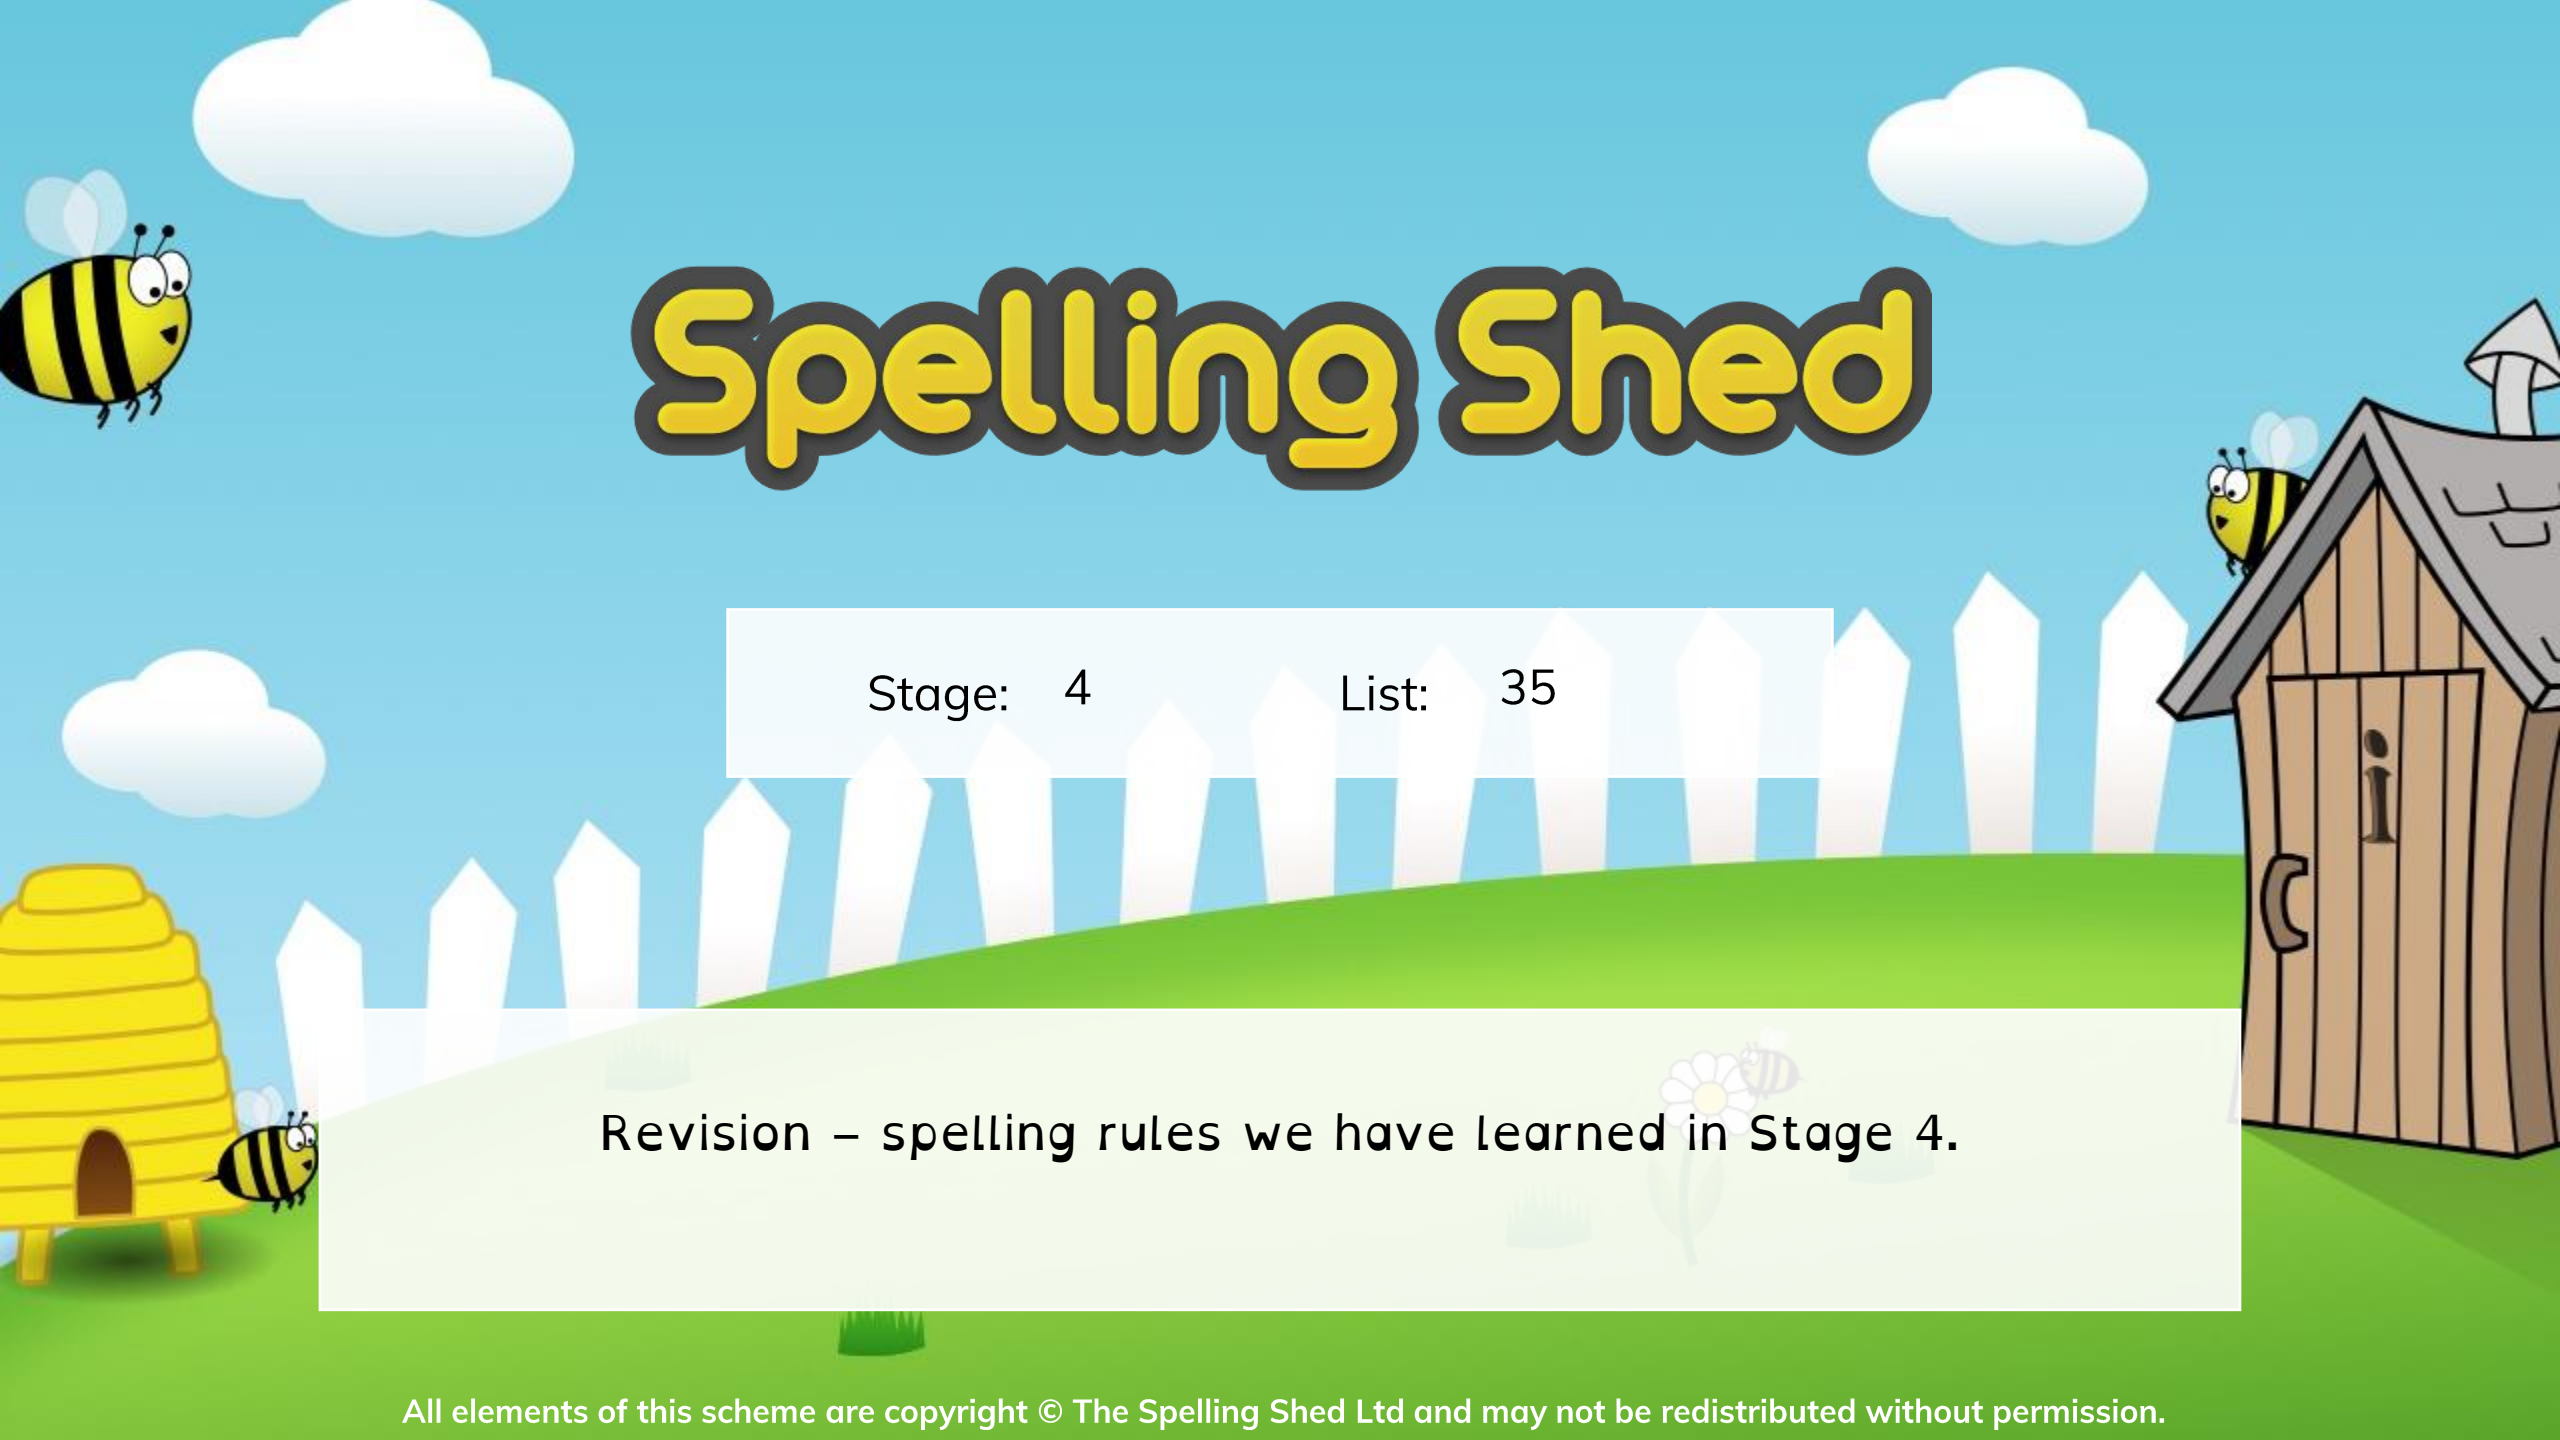 Spelling Shed
Stage: 4 List: 35
i
Revision – spelling rules we have learned in Stage 4.
All elements of this scheme are copyright © The Spelling Shed Ltd and may not be redistributed without permission.